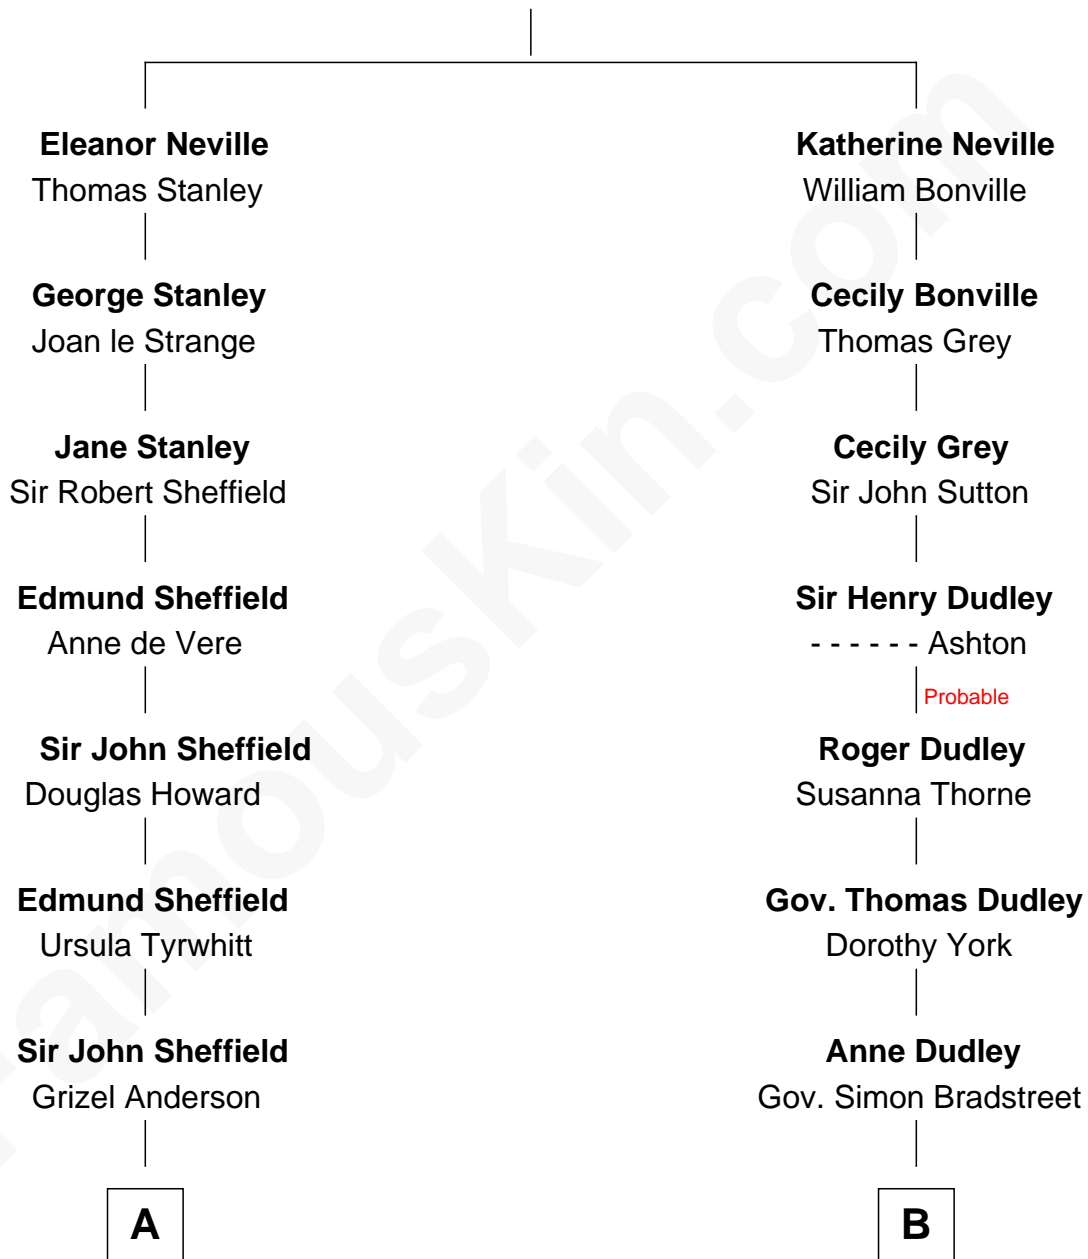 Eleanor Neville
Thomas Stanley
George Stanley
Joan le Strange
Jane Stanley
Sir Robert Sheffield
Edmund Sheffield
Anne de Vere
Sir John Sheffield
Douglas Howard
Edmund Sheffield
Ursula Tyrwhitt
Sir John Sheffield
Grizel Anderson
A
Katherine Neville
William Bonville
Cecily Bonville
Thomas Grey
Cecily Grey
Sir John Sutton
Sir Henry Dudley
- - - - - - Ashton
Probable
Roger Dudley
Susanna Thorne
Gov. Thomas Dudley
Dorothy York
Anne Dudley
Gov. Simon Bradstreet
B
FamousKin.com